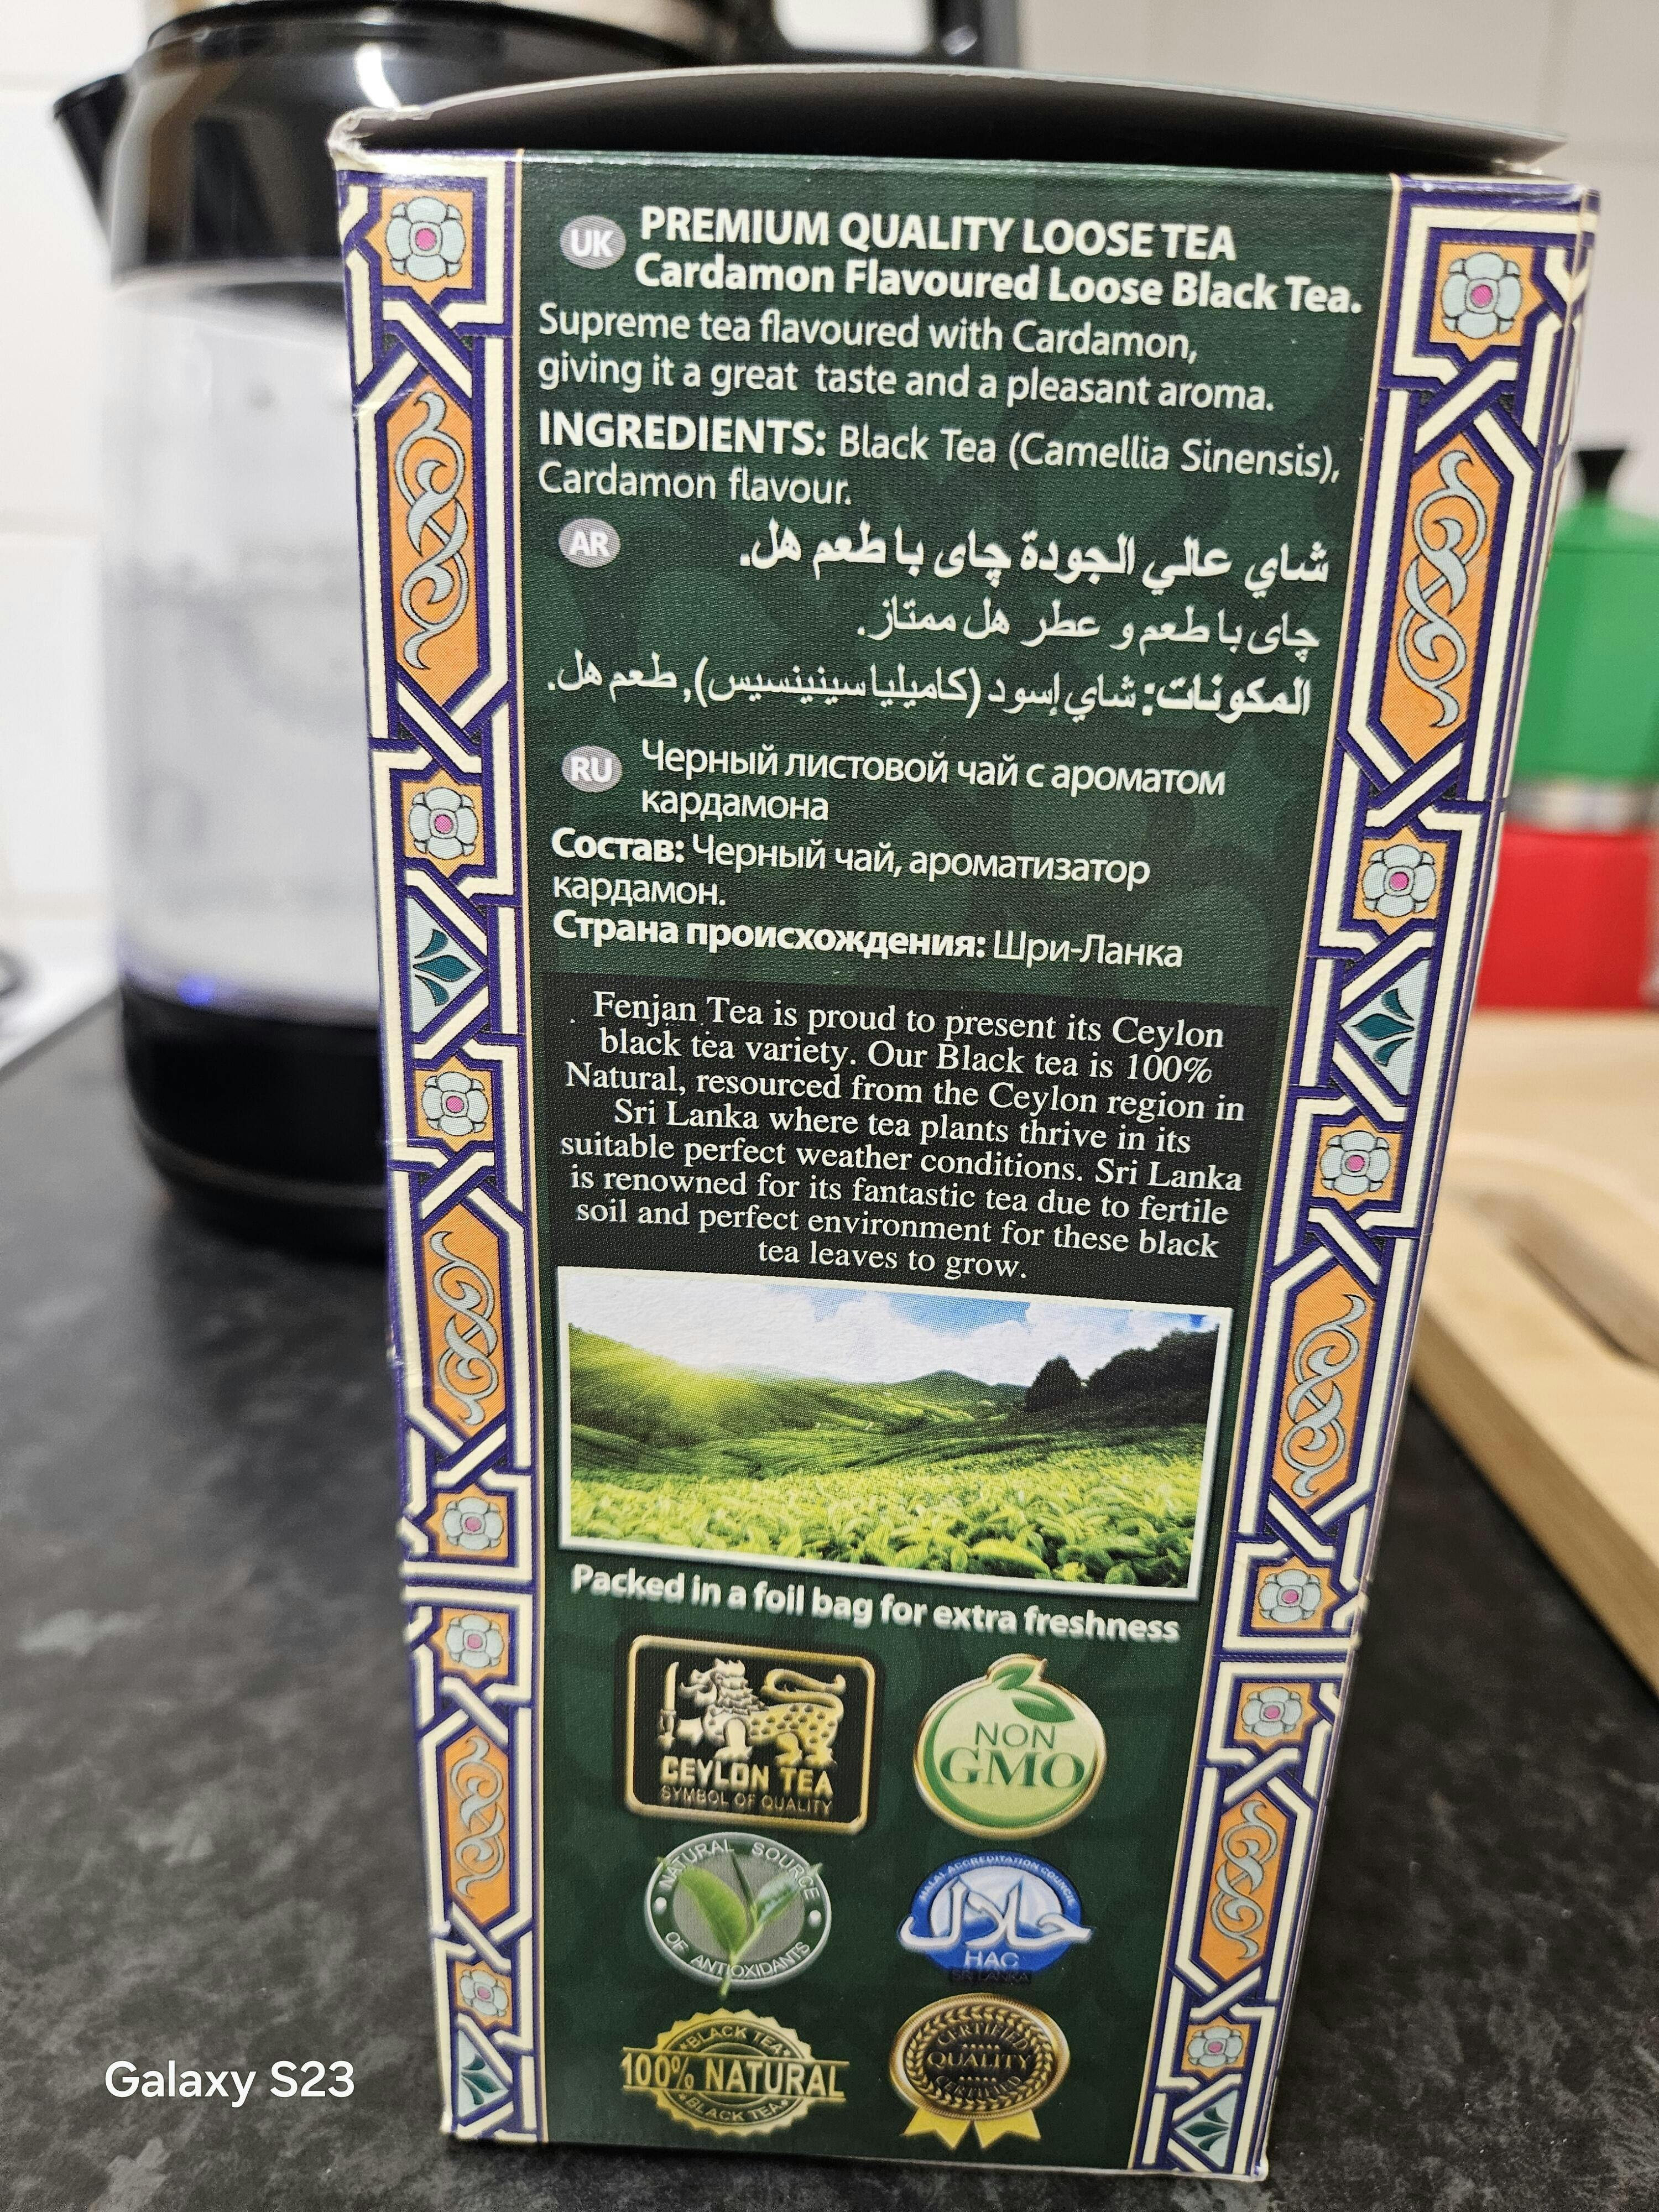 UK PREMIUM QUALITY LOOSE TEA
Cardamon Flavoured Loose Black Tea.
Supreme tea flavoured with Cardamon,
giving it a great taste and a pleasant aroma.
INGREDIENTS: Black Tea (Camellia Sinensis),
Cardamon flavour.
AR
شاي عالي الجودة چاى با طعم هل.
چاى با طعم و عطر هل ممتاز.
المكونات: شاي إسود (كاميليا سينينسيس), طعم هل.
RU Черный листовой чай с ароматом
кардамона
Состав: Черный чай, ароматизатор
кардамон.
Страна происхождения: Шри-Ланка
Fenjan Tea is proud to present its Ceylon
black tea variety. Our Black tea is 100%
Natural, resourced from the Ceylon region in
Sri Lanka where tea plants thrive in its
suitable perfect weather conditions. Sri Lanka
is renowned for its fantastic tea due to fertile
soil and perfect environment for these black
tea leaves to grow.
Packed in a foil bag for extra freshness
CEYLON TEA
SYMBOL OF QUALITY
NON
GMO
NATURAL SOURCE
OF ANTIOXIDANTS
HALAL ACCREDITATION COUNCIL
حلال
HAC
SRI LANKA
BLACK TEA
100% NATURAL
BLACK TEA
CERTIFIED
QUALITY
CERTIFIED
Galaxy S23